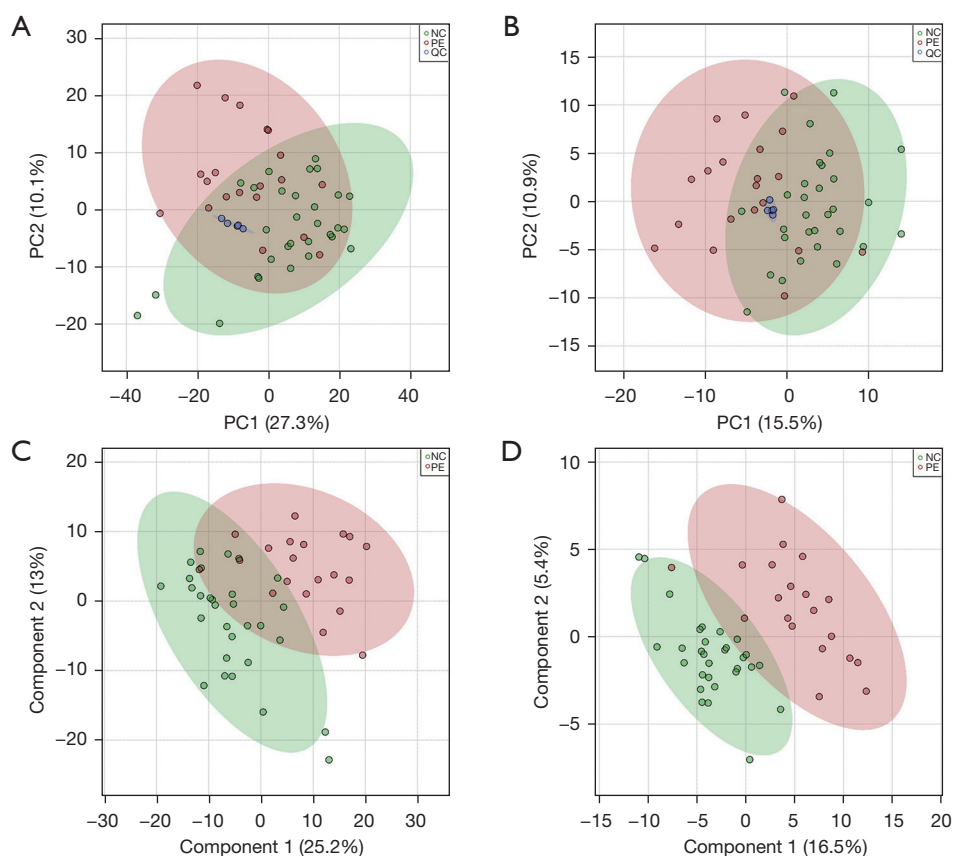 A
NC
PE
QC
30
20
10
0
−10
−20
PC2 (10.1%)
−40 −20 0 20 40
PC1 (27.3%)
B
NC
PE
QC
15
10
5
0
−5
−10
−15
PC2 (10.9%)
−20 −10 0 10
PC1 (15.5%)
C
NC
PE
20
10
0
−10
−20
Component 2 (13%)
−30 −20 −10 0 10 20 30
Component 1 (25.2%)
D
NC
PE
10
5
0
−5
Component 2 (5.4%)
−15 −10 −5 0 5 10 15 20
Component 1 (16.5%)